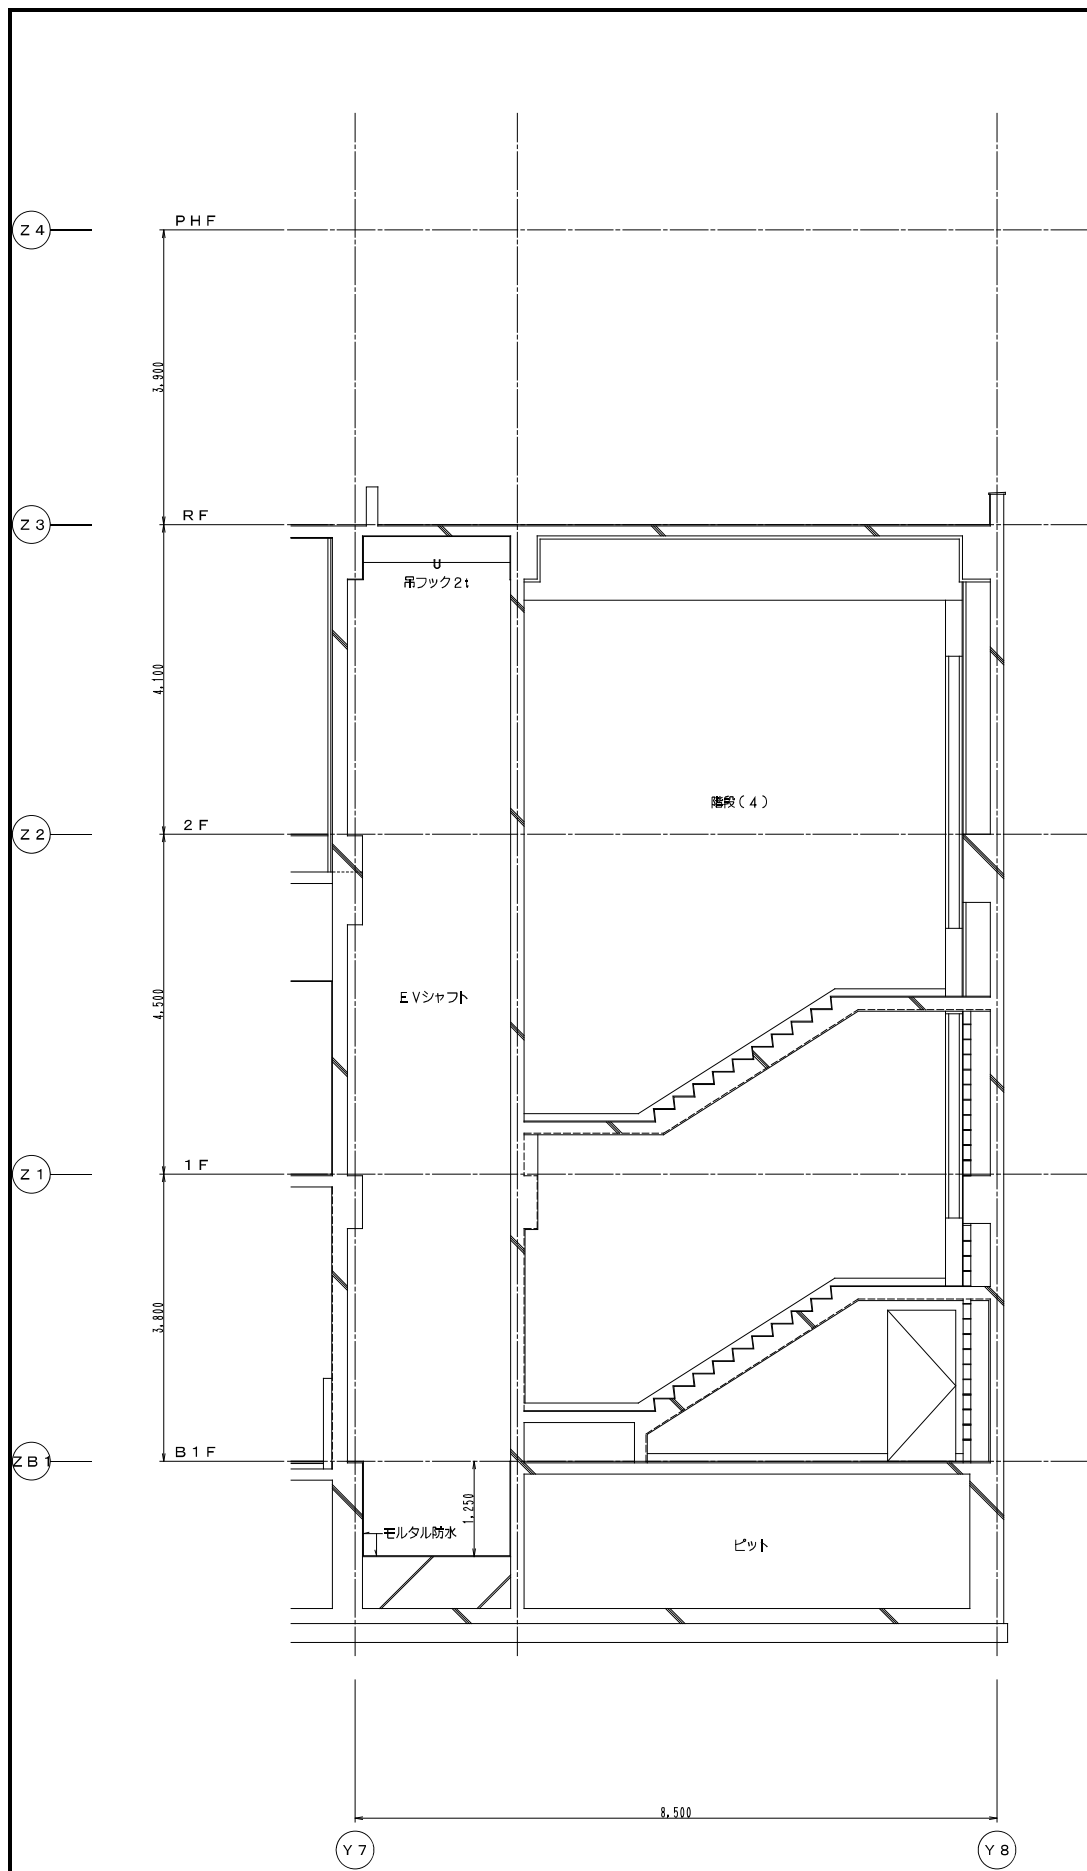 Z4
PHF
3,900
Z3
RF
吊フック2t
4,100
階段(4)
Z2
2F
4,500
EVシャフト
Z1
1F
3,800
ZB1
B1F
1,250
モルタル防水
ピット
8,500
Y7
Y8